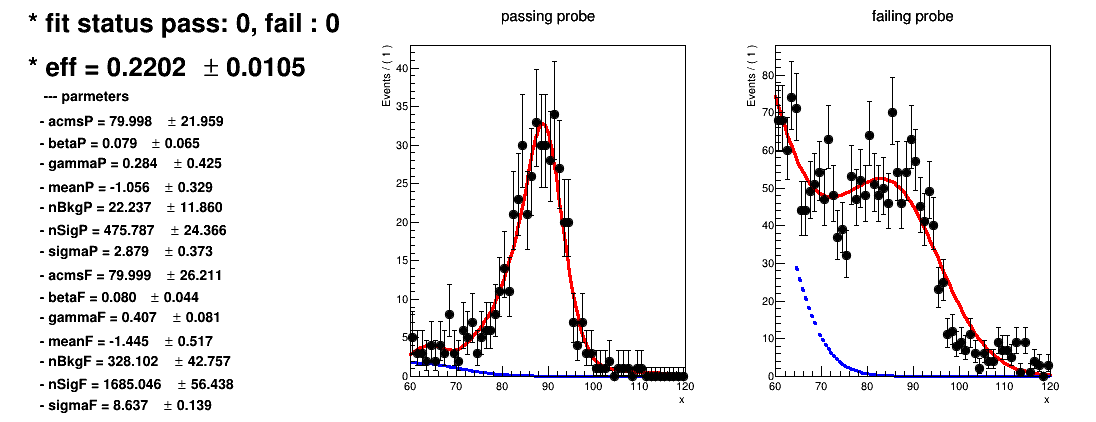 * fit status pass: 0, fail : 0
* eff = 0.2202 ± 0.0105
--- parmeters
- acmsP = 79.998 ± 21.959
- betaP = 0.079 ± 0.065
- gammaP = 0.284 ± 0.425
- meanP = -1.056 ± 0.329
- nBkgP = 22.237 ± 11.860
- nSigP = 475.787 ± 24.366
- sigmaP = 2.879 ± 0.373
- acmsF = 79.999 ± 26.211
- betaF = 0.080 ± 0.044
- gammaF = 0.407 ± 0.081
- meanF = -1.445 ± 0.517
- nBkgF = 328.102 ± 42.757
- nSigF = 1685.046 ± 56.438
- sigmaF = 8.637 ± 0.139
passing probe
Events / ( 1 )
40
35
30
25
20
15
10
5
0
60 70 80 90 100 110 120
x
failing probe
Events / ( 1 )
80
70
60
50
40
30
20
10
0
60 70 80 90 100 110 120
x